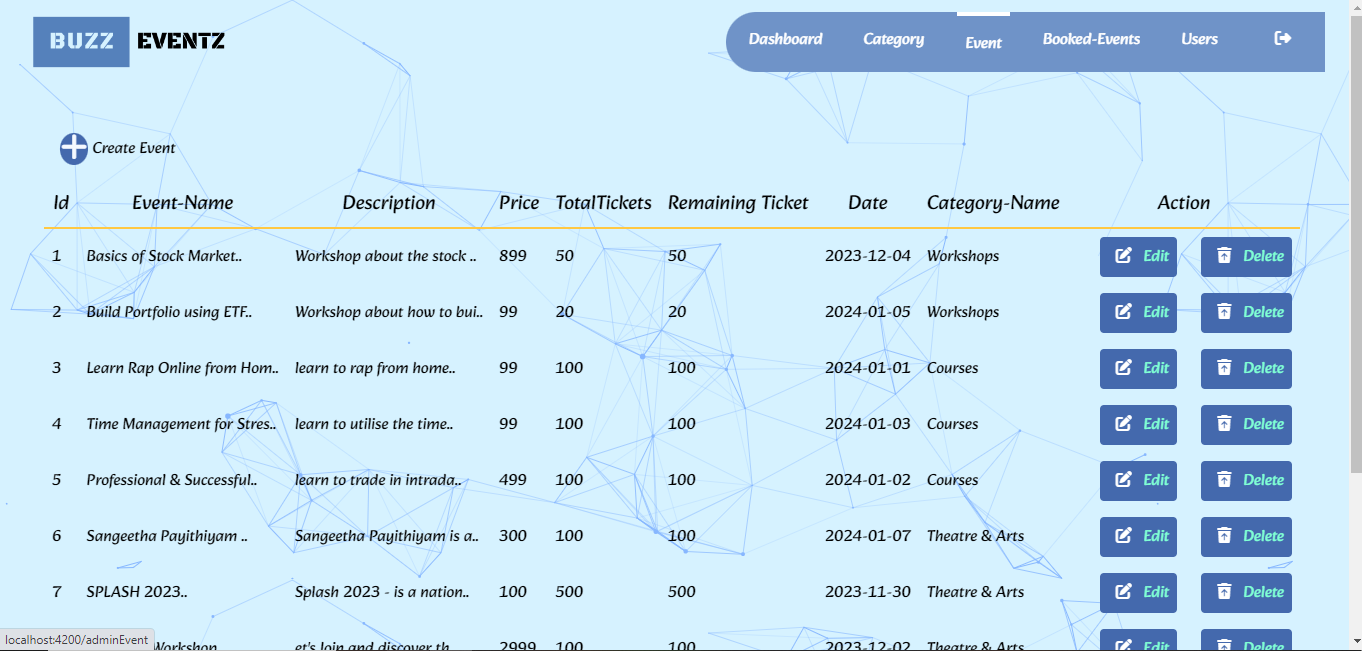 BUZZ EVENTZ
Dashboard Category Event Booked-Events Users
Create Event
Id Event-Name Description Price TotalTickets Remaining Ticket Date Category-Name Action
1 Basics of Stock Market.. Workshop about the stock .. 899 50 50 2023-12-04 Workshops Edit Delete
2 Build Portfolio using ETF.. Workshop about how to bui.. 99 20 20 2024-01-05 Workshops Edit Delete
3 Learn Rap Online from Hom.. learn to rap from home.. 99 100 100 2024-01-01 Courses Edit Delete
4 Time Management for Stres.. learn to utilise the time.. 99 100 100 2024-01-03 Courses Edit Delete
5 Professional & Successful.. learn to trade in intrada.. 499 100 100 2024-01-02 Courses Edit Delete
6 Sangeetha Payithiyam .. Sangeetha Payithiyam is a.. 300 100 100 2024-01-07 Theatre & Arts Edit Delete
7 SPLASH 2023.. Splash 2023 - is a nation.. 100 500 500 2023-11-30 Theatre & Arts Edit Delete
Workshop et's Join and discover th 2999 100 100 2023-12-02 Theatre & Arts Edit Delete
localhost:4200/adminEvent